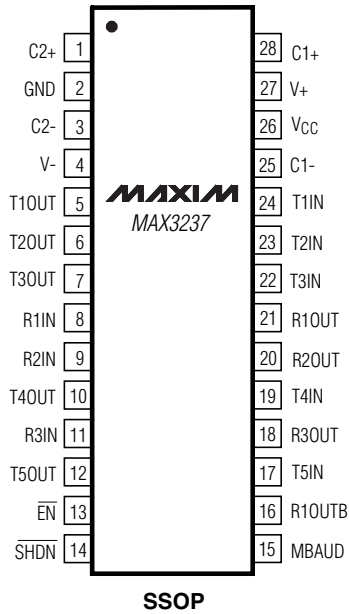 C2+ 1 28 C1+
GND 2 27 V+
C2- 3 26 VCC
V- 4 25 C1-
T1OUT 5 MAXIM 24 T1IN
MAX3237
T2OUT 6 23 T2IN
T3OUT 7 22 T3IN
R1IN 8 21 R1OUT
R2IN 9 20 R2OUT
T4OUT 10 19 T4IN
R3IN 11 18 R3OUT
T5OUT 12 17 T5IN
E̅N̅ 13 16 R1OUTB
S̅H̅D̅N̅ 14 15 MBAUD
SSOP